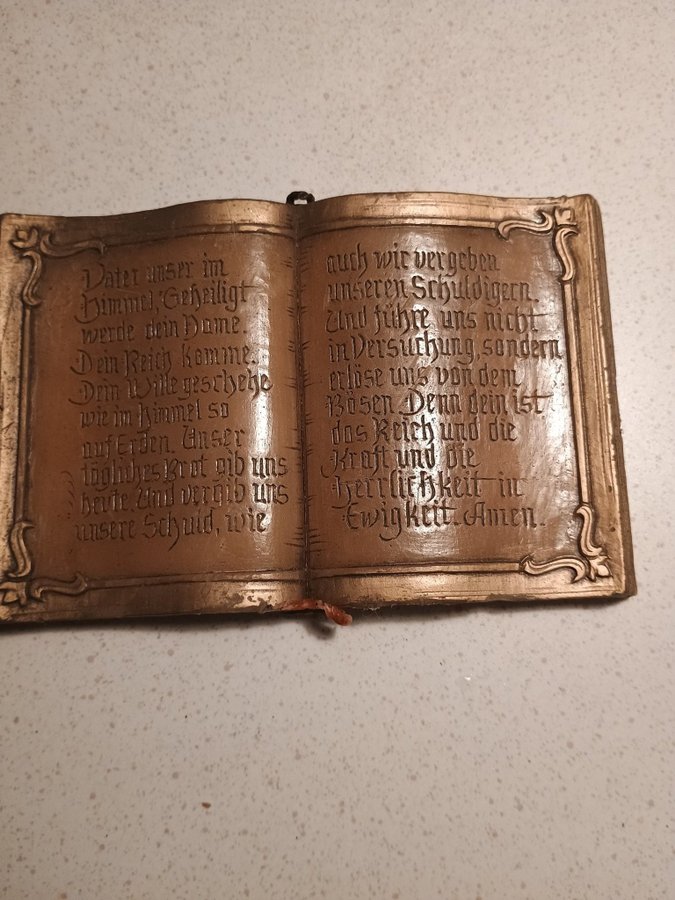 Vater unser im
Himmel, Geheiligt
werde dein Name.
Dein Reich komme.
Dein Wille geschehe
wie im Himmel so
auf Erden. Unser
tägliches Brot gib uns
heute. Und vergib uns
unsere Schuld, wie
auch wir vergeben
unseren Schuldigern.
Und führe uns nicht
in Versuchung, sondern
erlöse uns von dem
Bösen Denn dein ist
das Reich und die
Kraft und die
Herrlichkeit in
Ewigkeit. Amen.